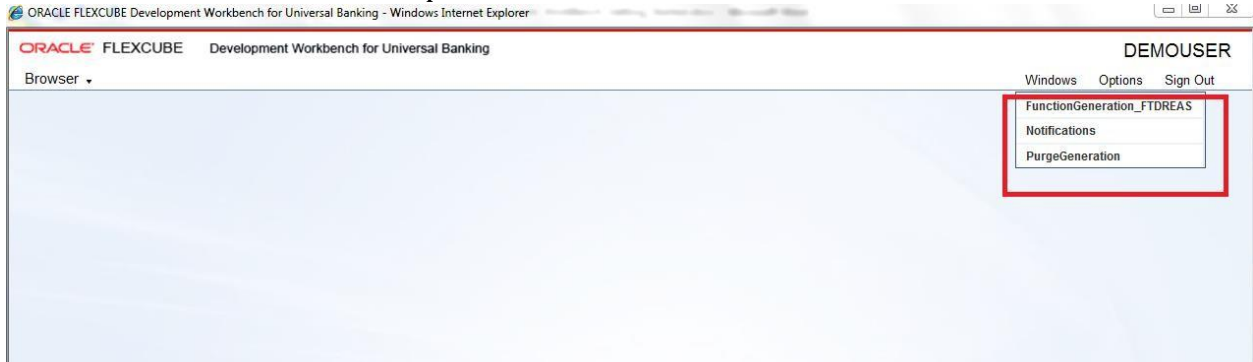 ORACLE FLEXCUBE Development Workbench for Universal Banking - Windows Internet Explorer
ORACLE FLEXCUBE Development Workbench for Universal Banking DEMOUSER
Browser Windows Options Sign Out
FunctionGeneration_FTDREAS
Notifications
PurgeGeneration